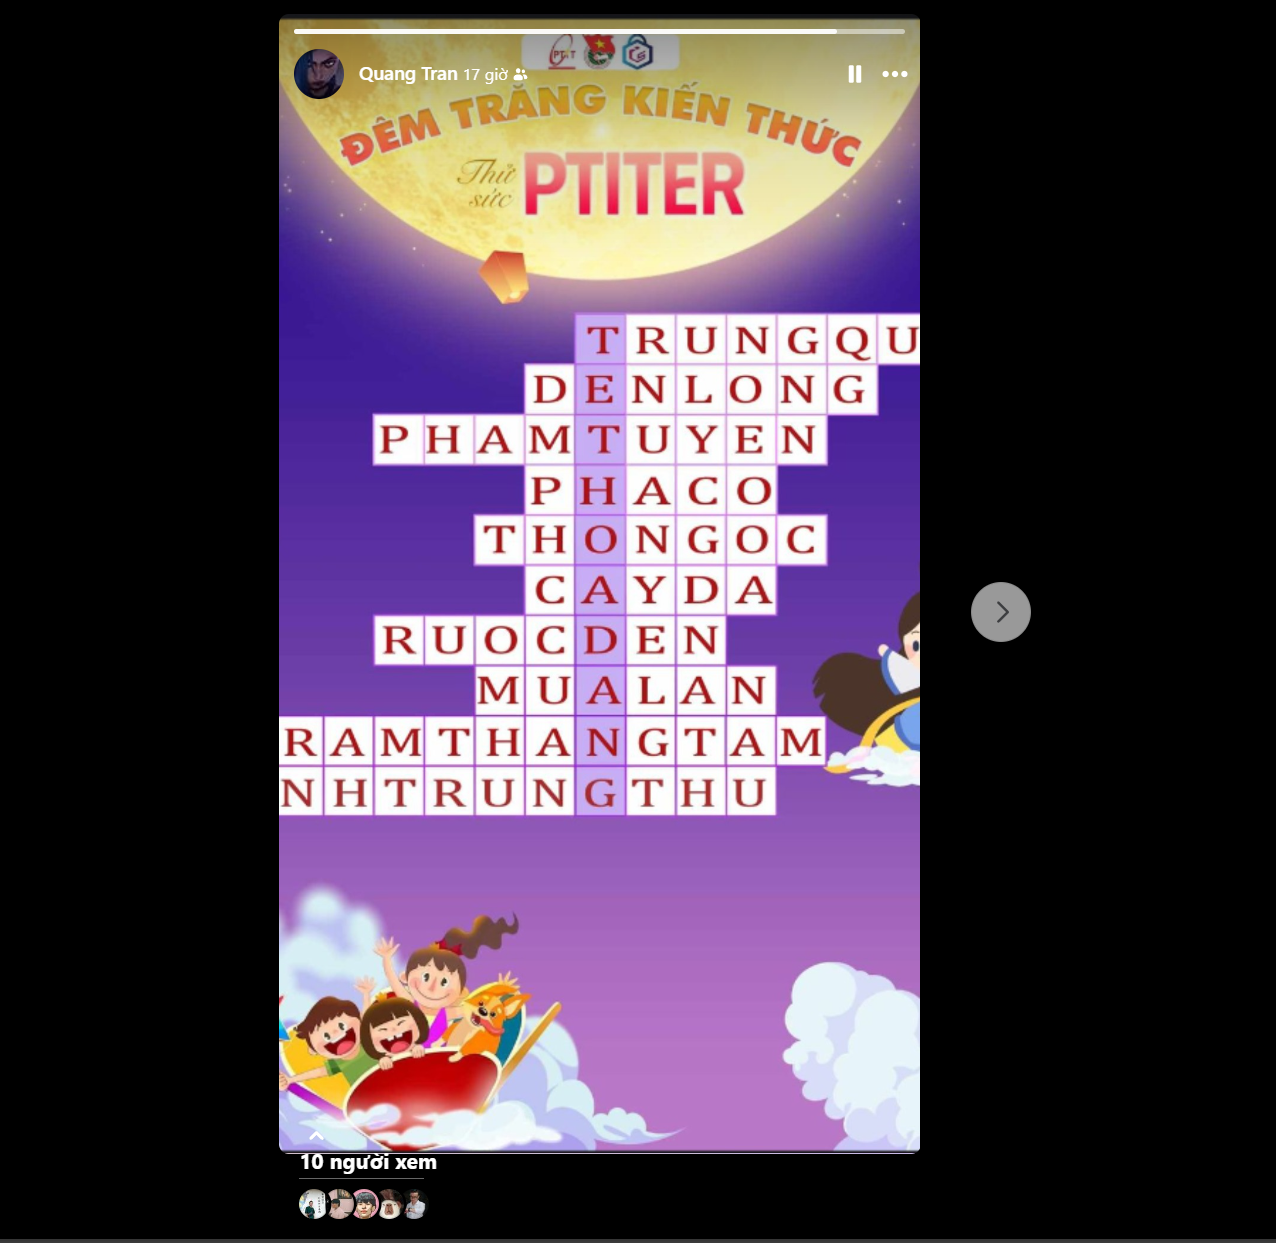 PTIT
Quang Tran 17 giờ
ĐÊM TRĂNG KIẾN THỨC
Thử sức PTITER
TRUNGQU
DENLONG
PHAMTUYEN
PHACO
THONGOC
CAYDA
RUOCDEN
MUALAN
RAMTHANGTAM
NHTRUNGTHU
10 người xem